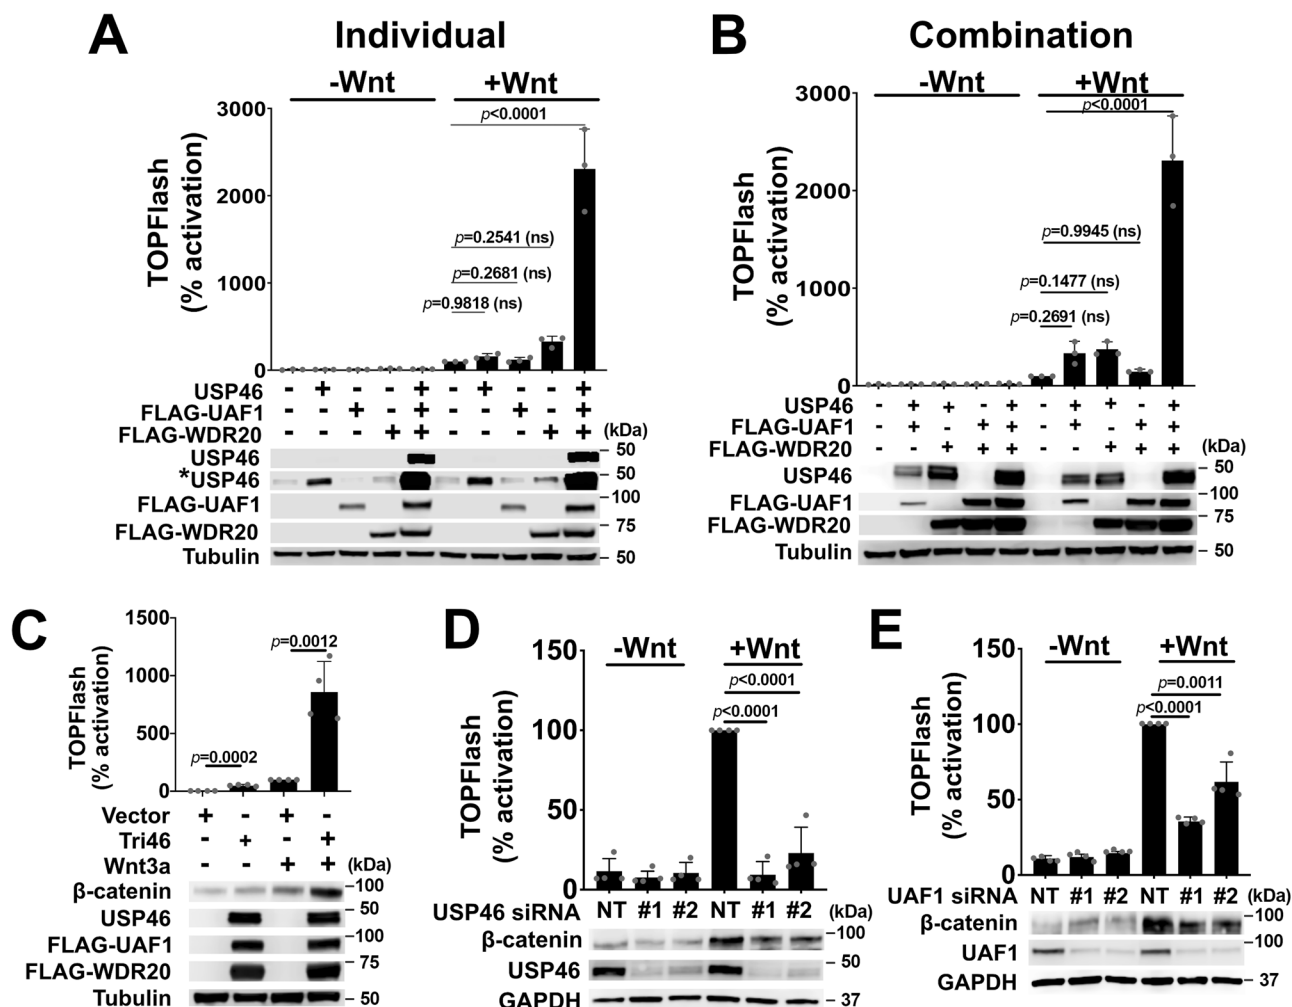 A
Individual
-Wnt
+Wnt
TOPFlash
(% activation)
3000
2000
1000
0
p<0.0001
p=0.2541 (ns)
p=0.2681 (ns)
p=0.9818 (ns)
USP46 - + - - + - + - - +
FLAG-UAF1 - - + - + - - + - +
FLAG-WDR20 - - - + + - - - + +
(kDa)
USP46 50
*USP46 50
FLAG-UAF1 100
FLAG-WDR20 75
Tubulin 50
B
Combination
-Wnt
+Wnt
TOPFlash
(% activation)
3000
2000
1000
0
p<0.0001
p=0.9945 (ns)
p=0.1477 (ns)
p=0.2691 (ns)
USP46 - + + - + - + + - +
FLAG-UAF1 - + - + + - + - + +
FLAG-WDR20 - - + + + - - + + +
(kDa)
USP46 50
FLAG-UAF1 100
FLAG-WDR20 75
Tubulin 50
C
TOPFlash
(% activation)
1500
1000
500
0
p=0.0012
p=0.0002
Vector + - + -
Tri46 - + - +
Wnt3a - - + +
(kDa)
β-catenin 100
USP46 50
FLAG-UAF1 100
FLAG-WDR20 75
Tubulin 50
D
-Wnt
+Wnt
TOPFlash
(% activation)
150
100
50
0
p<0.0001
p<0.0001
USP46 siRNA NT #1 #2 NT #1 #2 (kDa)
β-catenin 100
USP46 50
GAPDH 37
E
-Wnt
+Wnt
TOPFlash
(% activation)
150
100
50
0
p=0.0011
p<0.0001
UAF1 siRNA NT #1 #2 NT #1 #2 (kDa)
β-catenin 100
UAF1 100
GAPDH 37